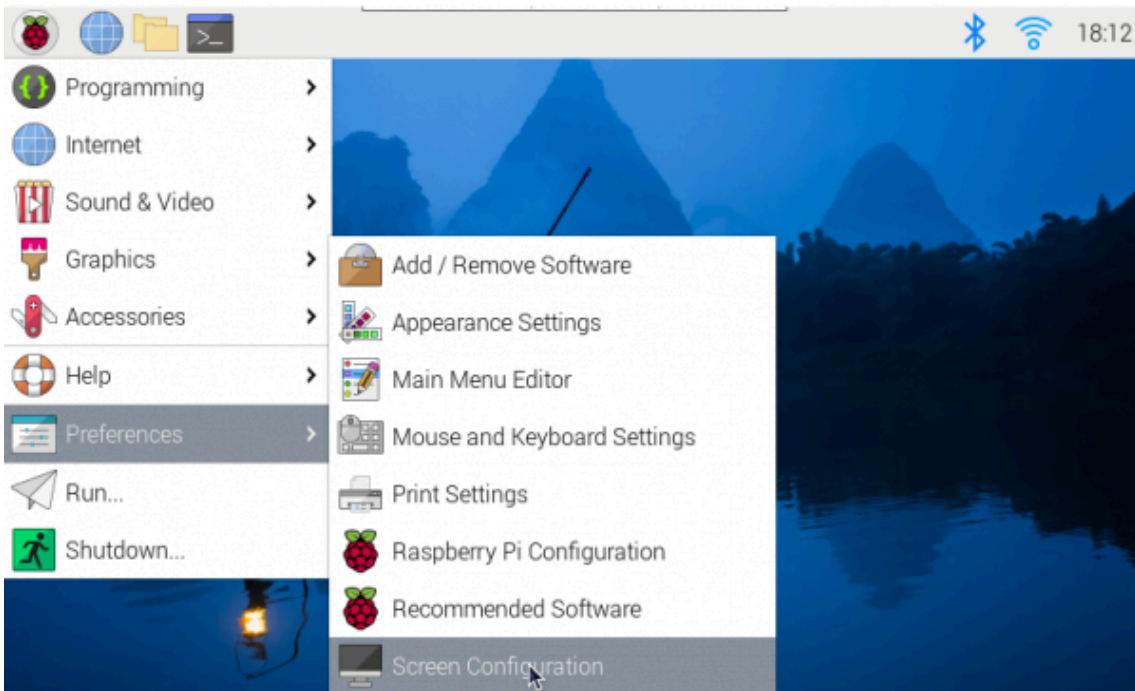 18:12
Programming
Internet
Sound & Video
Graphics
Accessories
Help
Preferences
Run...
Shutdown...
Add / Remove Software
Appearance Settings
Main Menu Editor
Mouse and Keyboard Settings
Print Settings
Raspberry Pi Configuration
Recommended Software
Screen Configuration